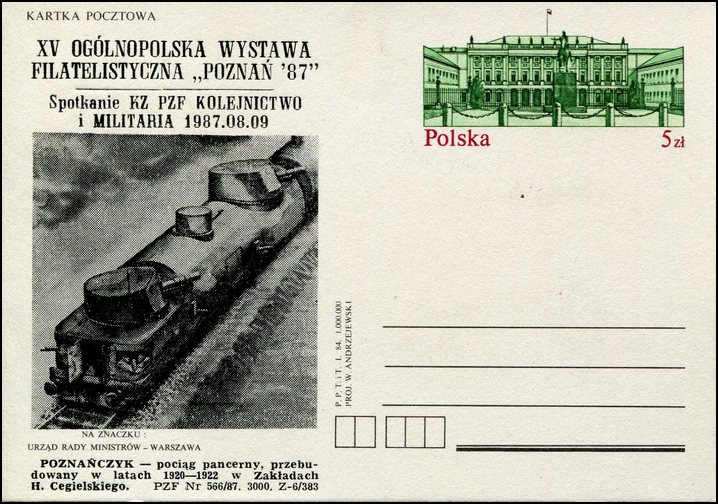 KARTKA POCZTOWA
XV OGÓLNOPOLSKA WYSTAWA
FILATELISTYCZNA „POZNAŃ '87”
Spotkanie KZ PZF KOLEJNICTWO
i MILITARIA 1987.08.09
Polska 5 zł
P. P. T. i T. I. 84. 1.000.000
PROJ. W. ANDRZEJEWSKI
NA ZNACZKU :
URZĄD RADY MINISTRÓW – WARSZAWA
POZNAŃCZYK — pociąg pancerny, przebu-
dowany w latach 1920—1922 w Zakładach
H. Cegielskiego. PZF Nr 566/87. 3000. Z-6/383